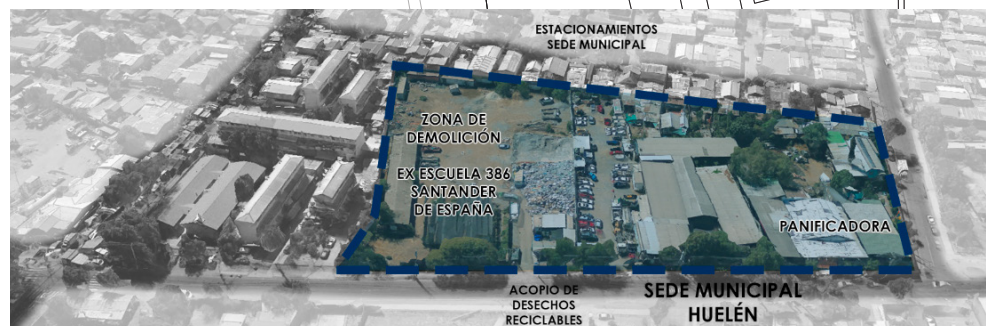 ESTACIONAMIENTOS
SEDE MUNICIPAL
ZONA DE
DEMOLICIÓN
EX ESCUELA 386
SANTANDER
DE ESPAÑA
PANIFICADORA
ACOPIO DE
DESECHOS
RECICLABLES
SEDE MUNICIPAL
HUELÉN